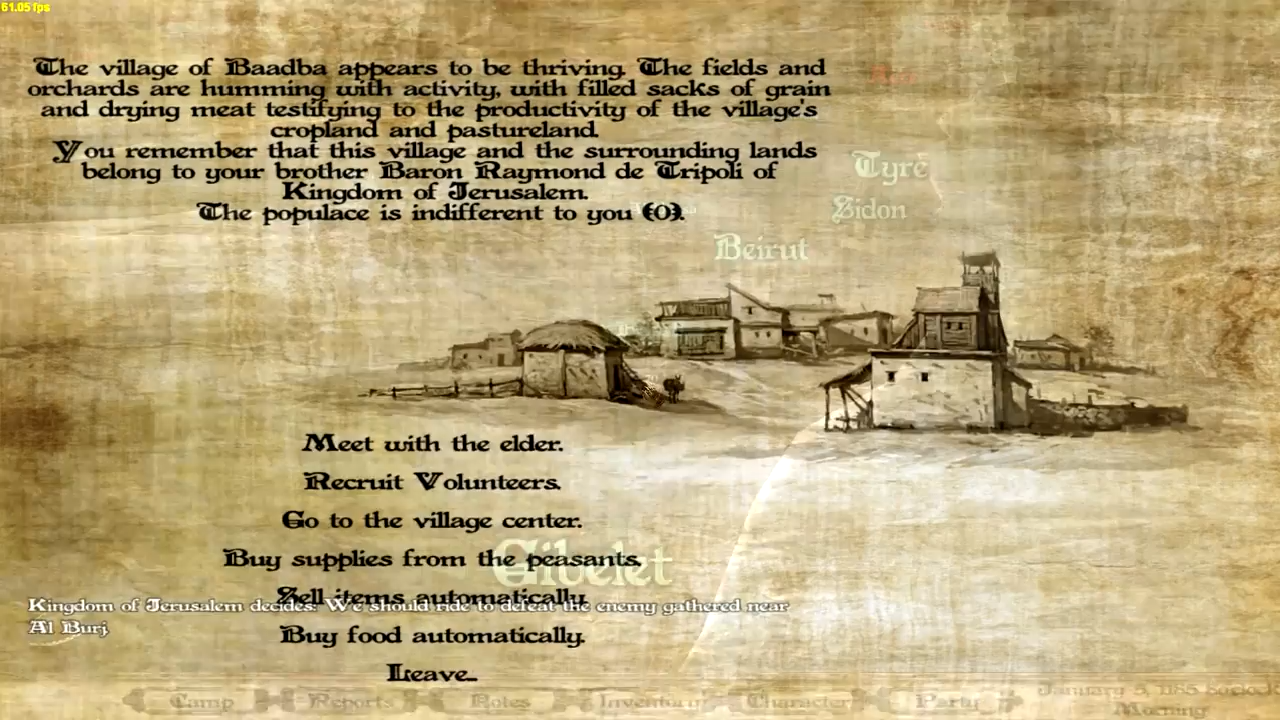 61.05 fps
The village of Baadba appears to be thriving. The fields and
orchards are humming with activity, with filled sacks of grain
and drying meat testifying to the productivity of the village's
cropland and pastureland.
You remember that this village and the surrounding lands
belong to your brother Baron Raymond de Tripoli of
Kingdom of Jerusalem.
The populace is indifferent to you (0).
Tyre
Sidon
Beirut
Meet with the elder.
Recruit Volunteers.
Go to the village center.
Buy supplies from the peasants.
Gibelet
Sell items automatically.
Kingdom of Jerusalem decides: We should ride to defeat the enemy gathered near
Al Burj.
Buy food automatically.
Leave...
Camp Reports Notes Inventory Character Party
January 5, 1185
Morning